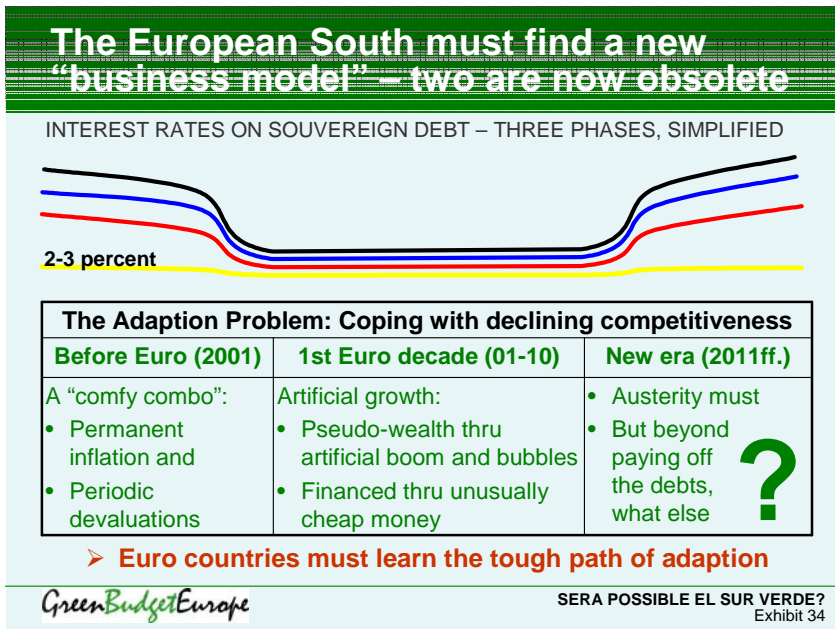 The European South must find a new
“business model” – two are now obsolete
INTEREST RATES ON SOUVEREIGN DEBT – THREE PHASES, SIMPLIFIED
2-3 percent
The Adaption Problem: Coping with declining competitiveness
Before Euro (2001)
1st Euro decade (01-10)
New era (2011ff.)
A “comfy combo”:
• Permanent
inflation and
• Periodic
devaluations
Artificial growth:
• Pseudo-wealth thru
artificial boom and bubbles
• Financed thru unusually
cheap money
• Austerity must
• But beyond
paying off
the debts,
what else
?
➢ Euro countries must learn the tough path of adaption
GreenBudgetEurope
SERA POSSIBLE EL SUR VERDE?
Exhibit 34